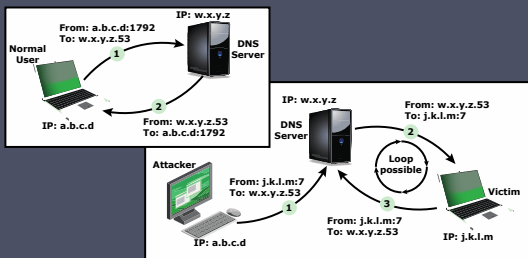 IP: w.x.y.z
From: a.b.c.d:1792
To: w.x.y.z.53
1
DNS
Server
Normal
User
2
From: w.x.y.z.53
To: a.b.c.d:1792
IP: a.b.c.d
IP: w.x.y.z
DNS
Server
From: w.x.y.z.53
To: j.k.l.m:7
2
Loop
possible
Attacker
From: j.k.l.m:7
To: w.x.y.z.53
1
Victim
3
From: j.k.l.m:7
To: w.x.y.z.53
IP: a.b.c.d
IP: j.k.l.m